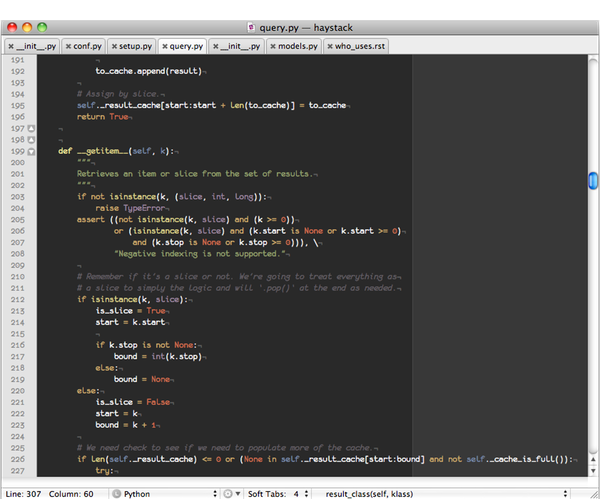 query.py — haystack
__init__.py conf.py setup.py query.py __init__.py models.py who_uses.rst
191
192 to_cache.append(result)¬
193 ¬
194 # Assign by slice.¬
195 self._result_cache[start:start + len(to_cache)] = to_cache¬
196 return True¬
197 ¬
198 ¬
199 def __getitem__(self, k):¬
200 """¬
201 Retrieves an item or slice from the set of results.¬
202 """¬
203 if not isinstance(k, (slice, int, long)):¬
204 raise TypeError¬
205 assert ((not isinstance(k, slice) and (k >= 0))¬
206 or (isinstance(k, slice) and (k.start is None or k.start >= 0)¬
207 and (k.stop is None or k.stop >= 0))), \¬
208 "Negative indexing is not supported."¬
209 ¬
210 # Remember if it's a slice or not. We're going to treat everything as¬
211 # a slice to simply the logic and will `.pop()` at the end as needed.¬
212 if isinstance(k, slice):¬
213 is_slice = True¬
214 start = k.start¬
215 ¬
216 if k.stop is not None:¬
217 bound = int(k.stop)¬
218 else:¬
219 bound = None¬
220 else:¬
221 is_slice = False¬
222 start = k¬
223 bound = k + 1¬
224 ¬
225 # We need check to see if we need to populate more of the cache.¬
226 if len(self._result_cache) <= 0 or (None in self._result_cache[start:bound] and not self._cache_is_full()):¬
227 try:¬
Line: 307 Column: 60 Python Soft Tabs: 4 result_class(self, klass)